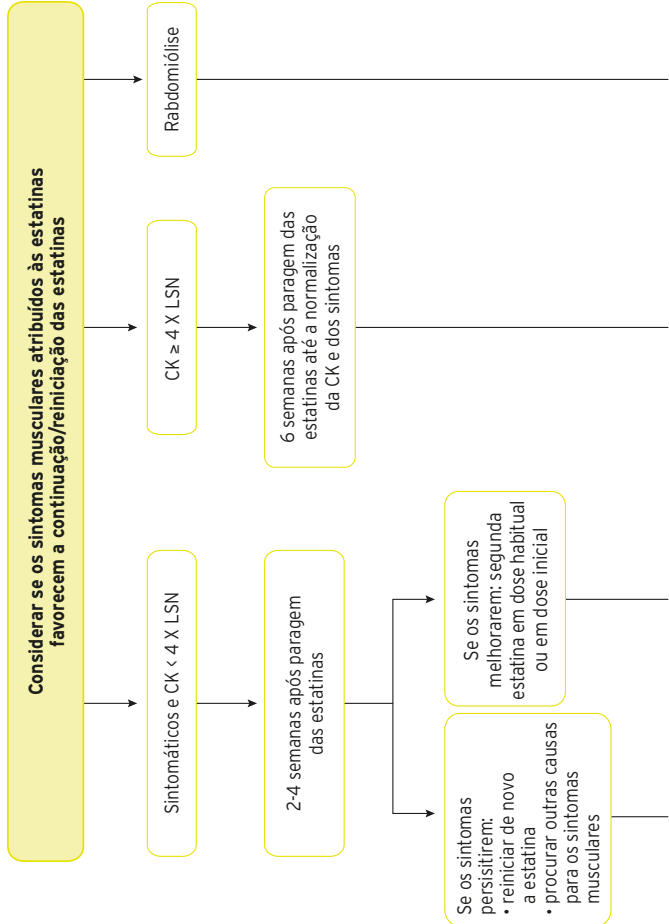 Considerar se os sintomas musculares atribuídos às estatinas
favorecem a continuação/reiniciação das estatinas
Sintomáticos e CK < 4 X LSN
CK ≥ 4 X LSN
Rabdomiólise
2-4 semanas após paragem
das estatinas
6 semanas após paragem das
estatinas até a normalização
da CK e dos sintomas
Se os sintomas
persisitirem:
• reiniciar de novo
a estatina
• procurar outras causas
para os sintomas
musculares
Se os sintomas
melhorarem: segunda
estatina em dose habitual
ou em dose inicial